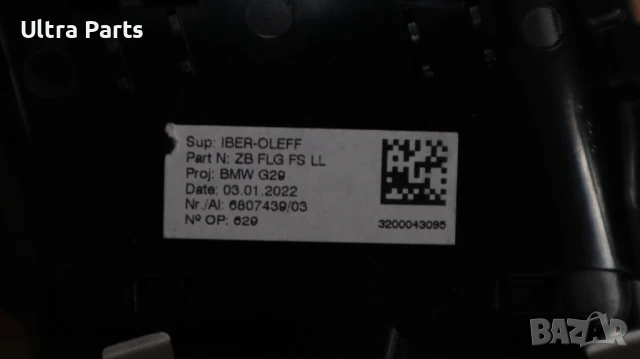 Ultra Parts
Sup: IBER-OLEFF
Part N: ZB FLG FS LL
Proj: BMW G29
Date: 03.01.2022
Nr./AI: 6807439/03
Nº OP: 629
3200043095
BAZAR